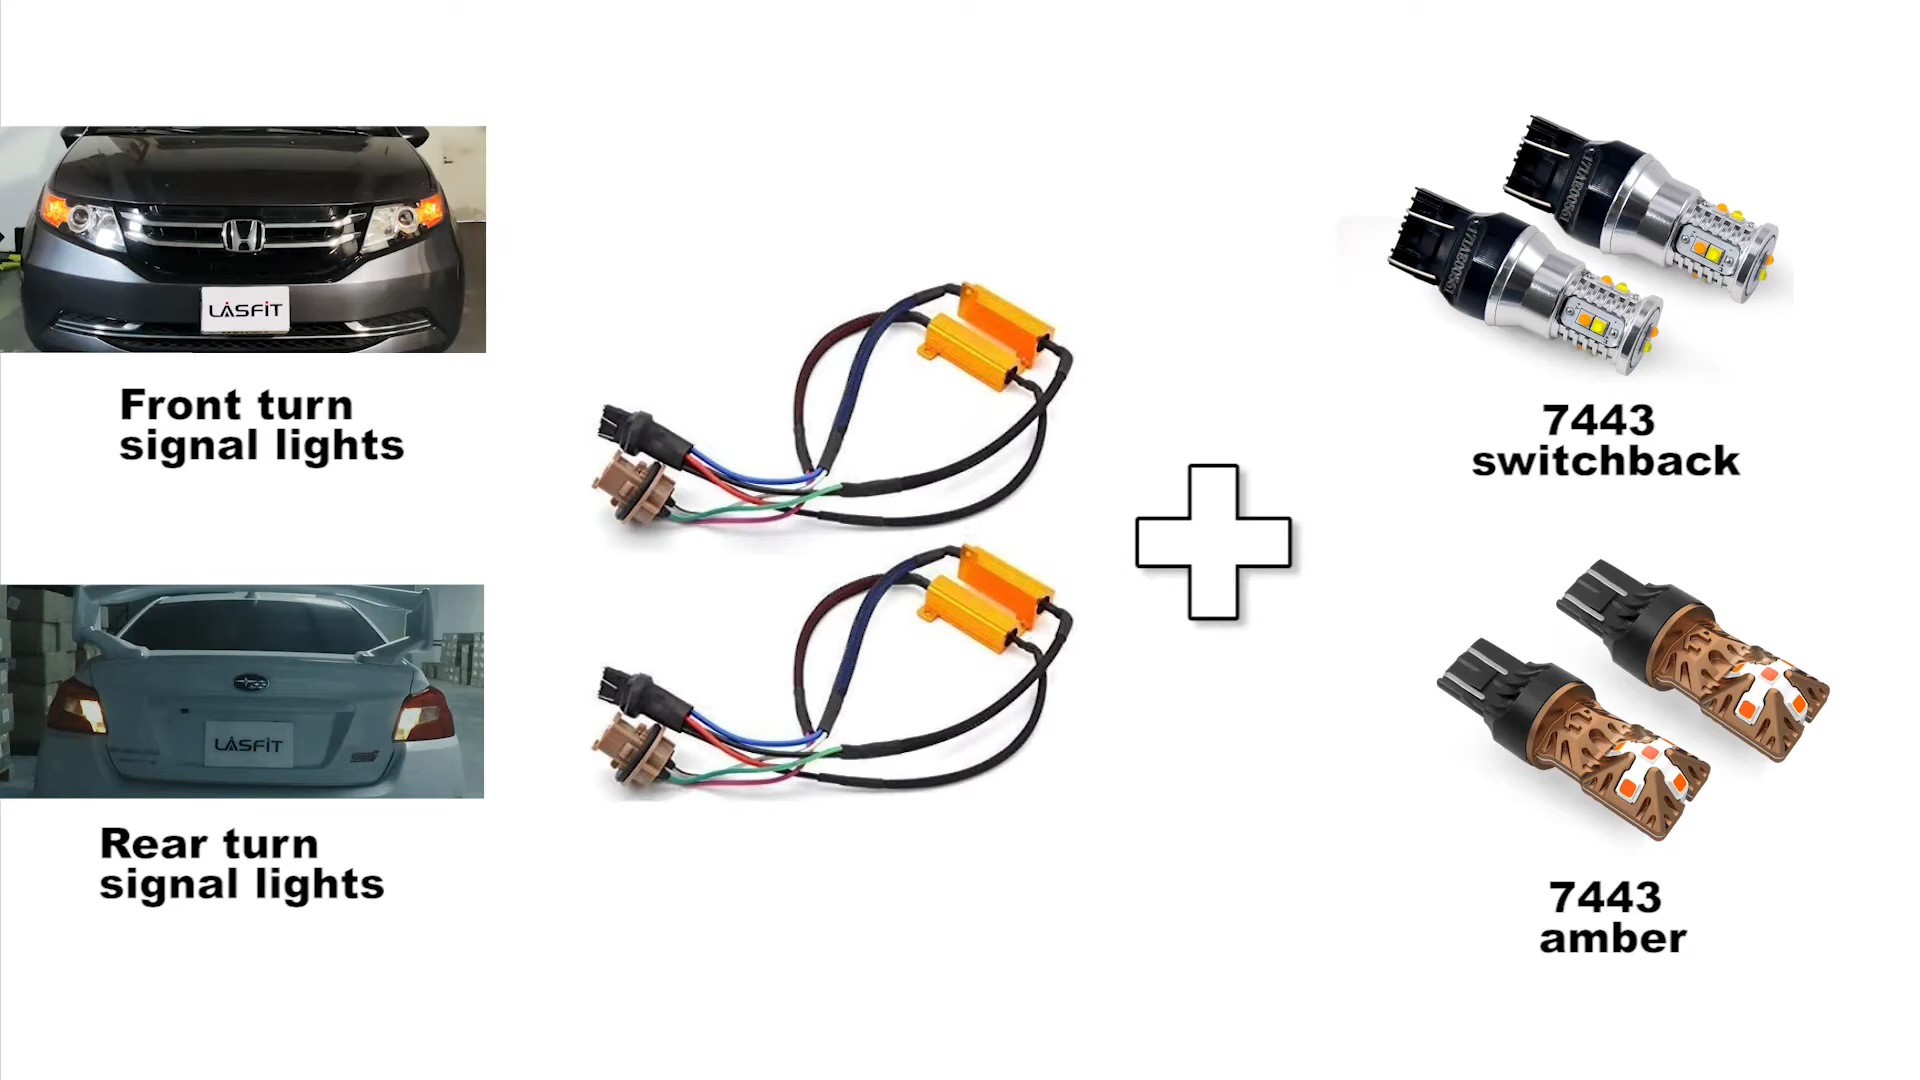 LASFIT
Front turn
signal lights
LASFIT
Rear turn
signal lights
7443
switchback
7443
amber